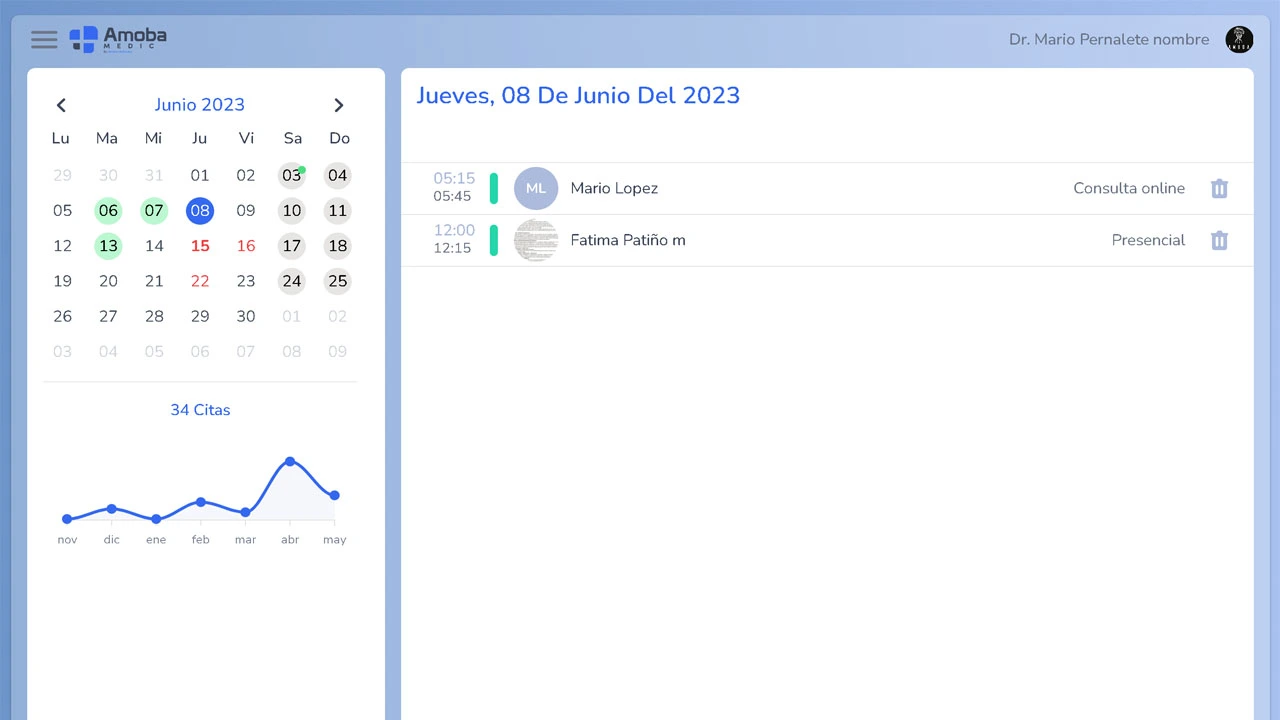 Amoba
MEDIC
Dr. Mario Pernalete nombre
Junio 2023
Lu Ma Mi Ju Vi Sa Do
29 30 31 01 02 03 04
05 06 07 08 09 10 11
12 13 14 15 16 17 18
19 20 21 22 23 24 25
26 27 28 29 30 01 02
03 04 05 06 07 08 09
34 Citas
nov dic ene feb mar abr may
Jueves, 08 De Junio Del 2023
05:15
05:45
ML
Mario Lopez
Consulta online
12:00
12:15
Fatima Patiño m
Presencial